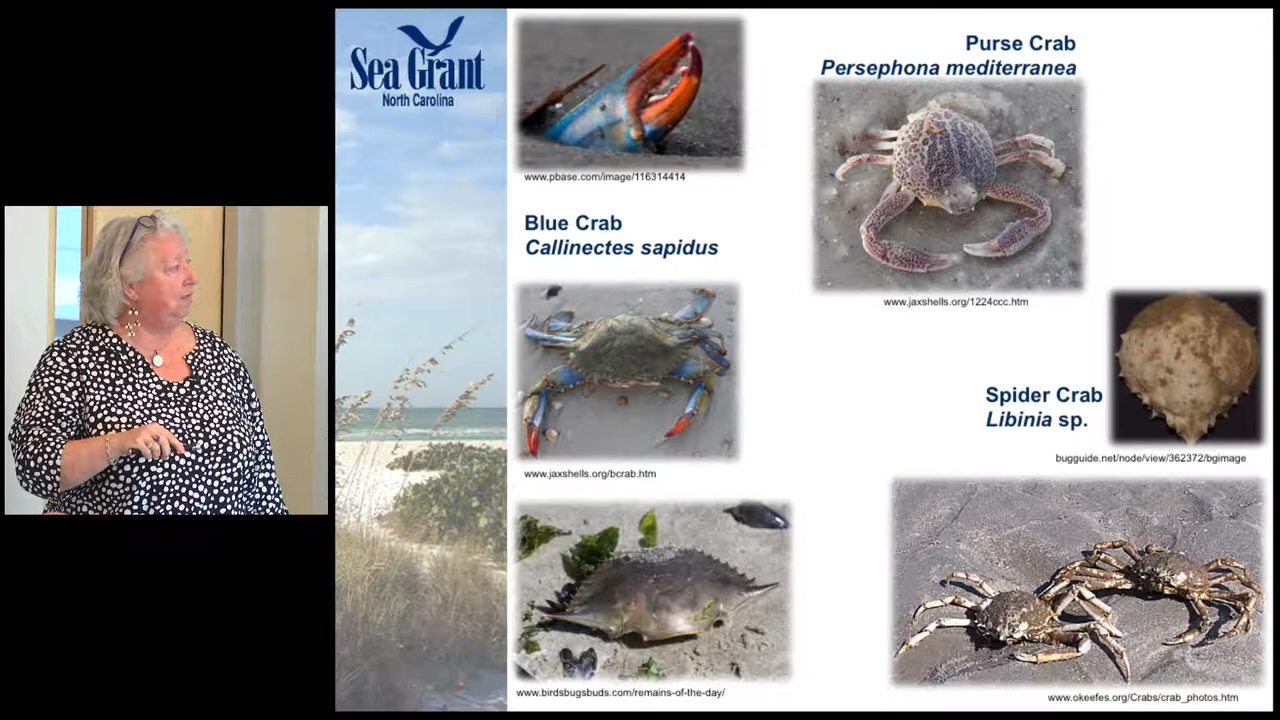 Sea Grant
North Carolina
www.pbase.com/image/116314414
Blue Crab
Callinectes sapidus
www.jaxshells.org/bcrab.htm
www.birdsbugsbuds.com/remains-of-the-day/
Purse Crab
Persephona mediterranea
www.jaxshells.org/1224ccc.htm
Spider Crab
Libinia sp.
bugguide.net/node/view/362372/bgimage
www.okeefes.org/Crabs/crab_photos.htm